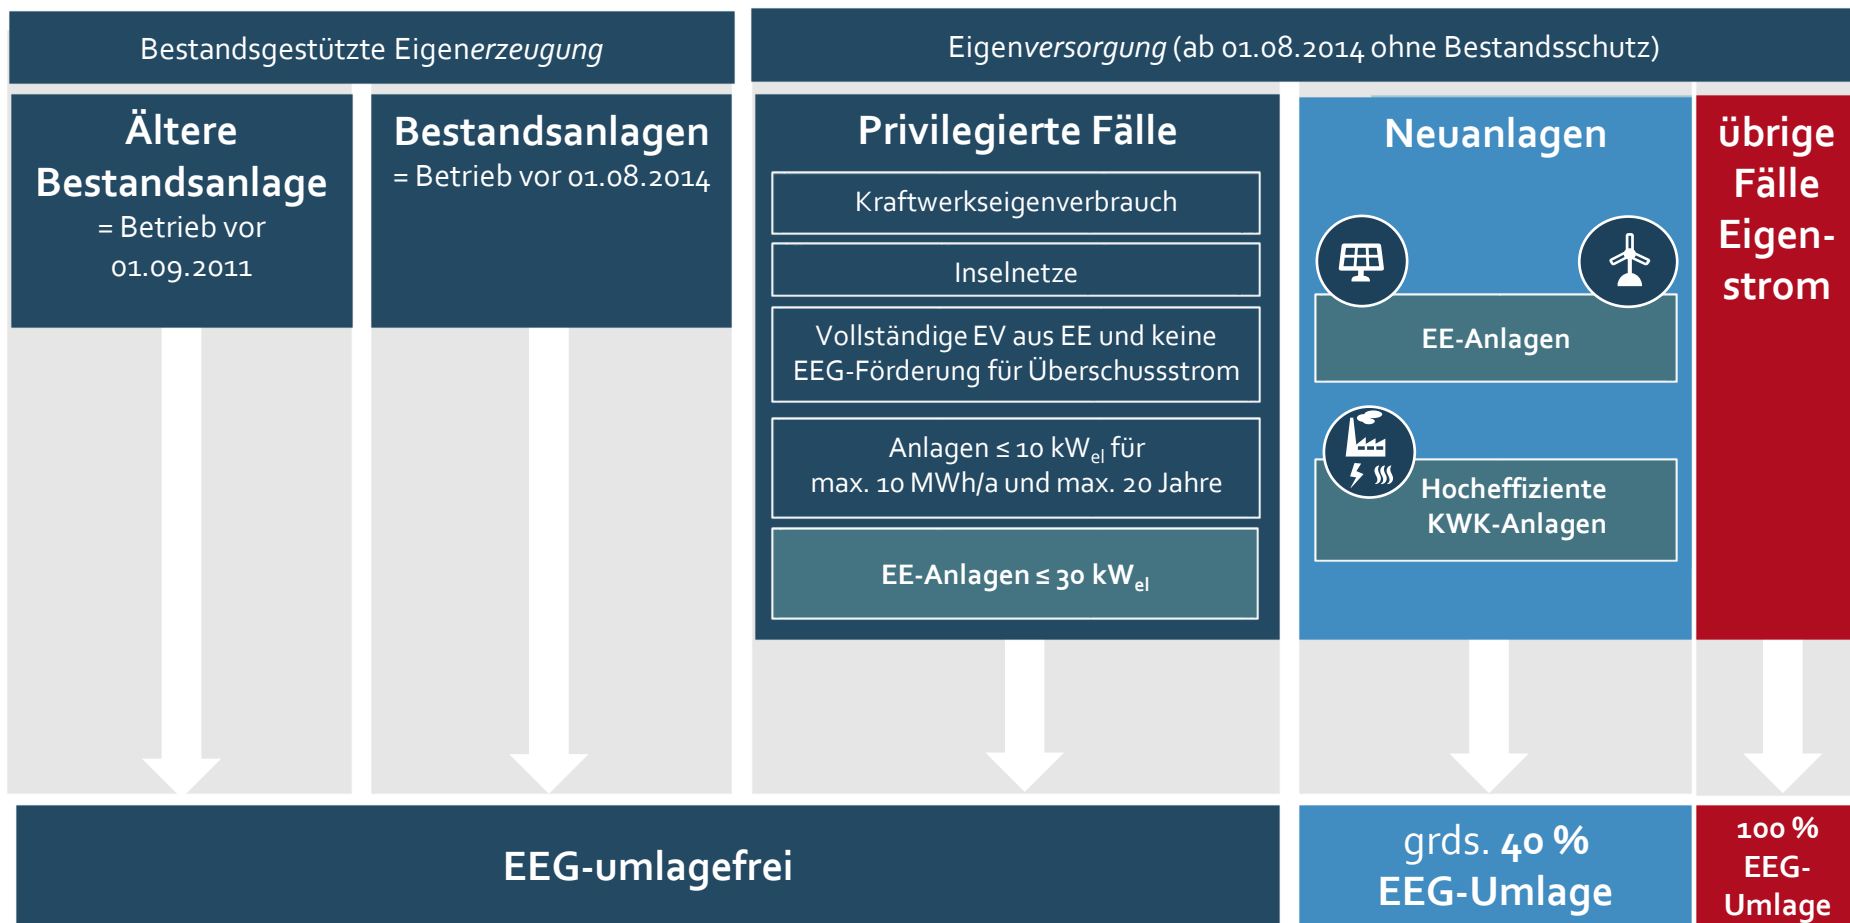 Bestandsgestützte Eigenerzeugung
Eigenversorgung (ab 01.08.2014 ohne Bestandsschutz)
Ältere
Bestandsanlage
= Betrieb vor
01.09.2011
Bestandsanlagen
= Betrieb vor 01.08.2014
Privilegierte Fälle
Kraftwerkseigenverbrauch
Inselnetze
Vollständige EV aus EE und keine
EEG-Förderung für Überschussstrom
Anlagen ≤ 10 kWel für
max. 10 MWh/a und max. 20 Jahre
EE-Anlagen ≤ 30 kWel
Neuanlagen
EE-Anlagen
Hocheffiziente
KWK-Anlagen
übrige
Fälle
Eigen-
strom
EEG-umlagefrei
grds. 40 %
EEG-Umlage
100 %
EEG-
Umlage